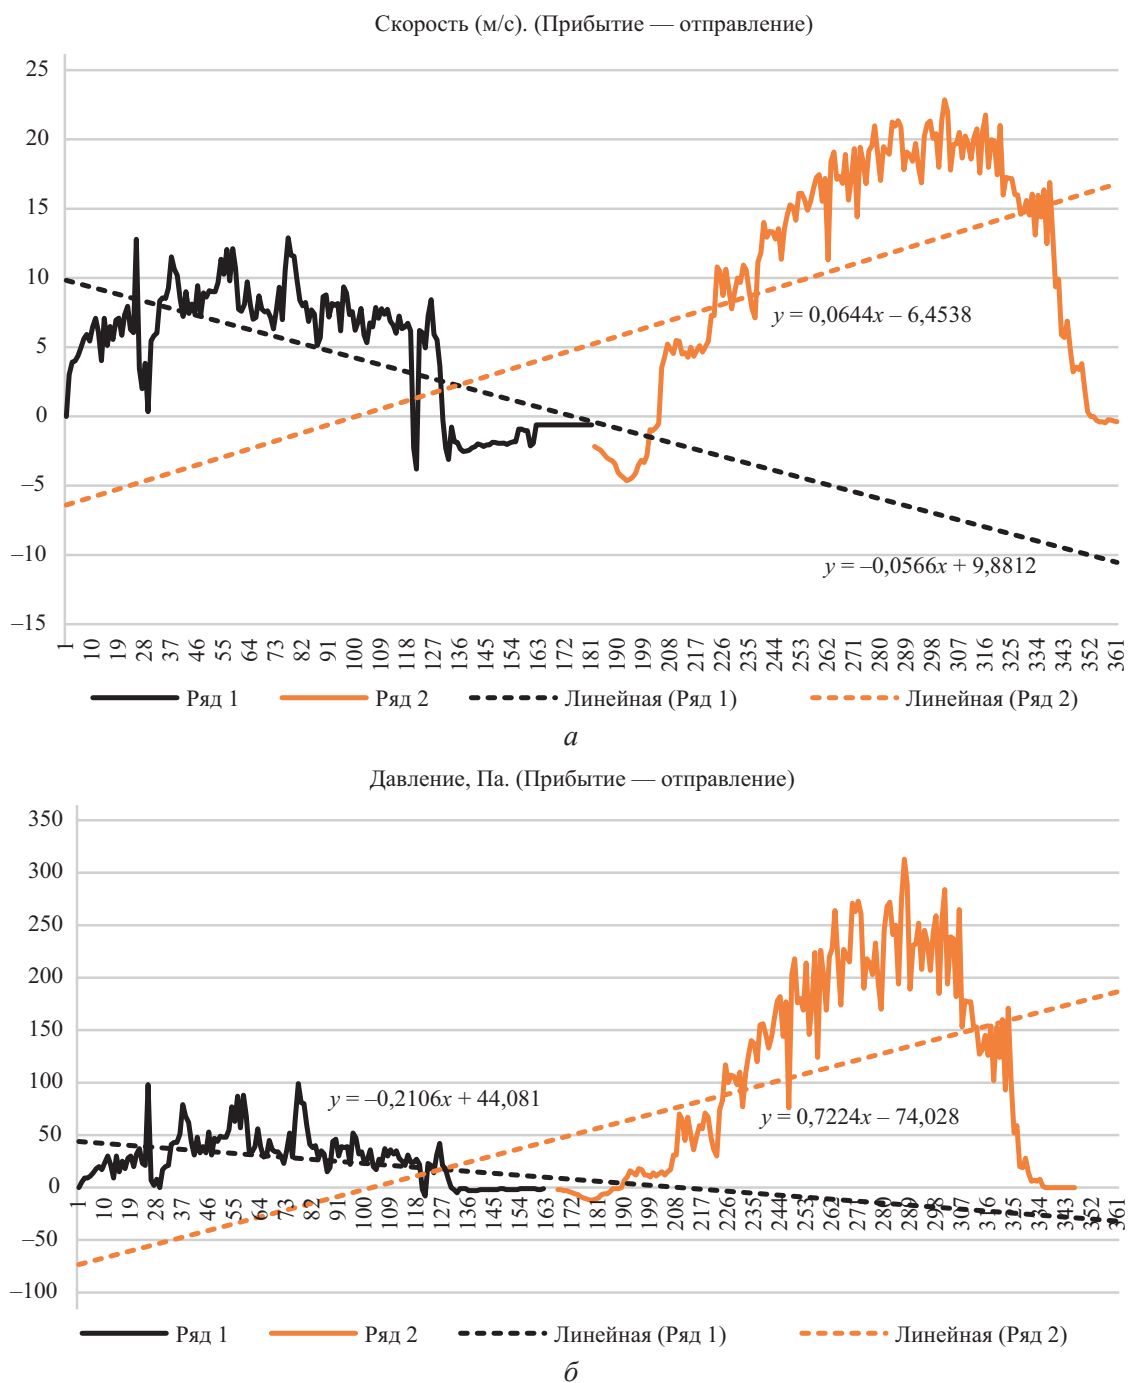 Скорость (м/с). (Прибытие — отправление)
25
20
15
10
5
0
–5
–10
–15
y = 0,0644x – 6,4538
y = –0,0566x + 9,8812
1 10 19 28 37 46 55 64 73 82 91 100 109 118 127 136 145 154 163 172 181 190 199 208 217 226 235 244 253 262 271 280 289 298 307 316 325 334 343 352 361
Ряд 1 Ряд 2 Линейная (Ряд 1) Линейная (Ряд 2)
а
Давление, Па. (Прибытие — отправление)
350
300
250
200
150
100
50
0
–50
–100
y = –0,2106x + 44,081
y = 0,7224x – 74,028
1 10 19 28 37 46 55 64 73 82 91 100 109 118 127 136 145 154 163 172 181 190 199 208 217 226 235 244 253 262 271 280 289 298 307 316 325 334 343 352 361
Ряд 1 Ряд 2 Линейная (Ряд 1) Линейная (Ряд 2)
б